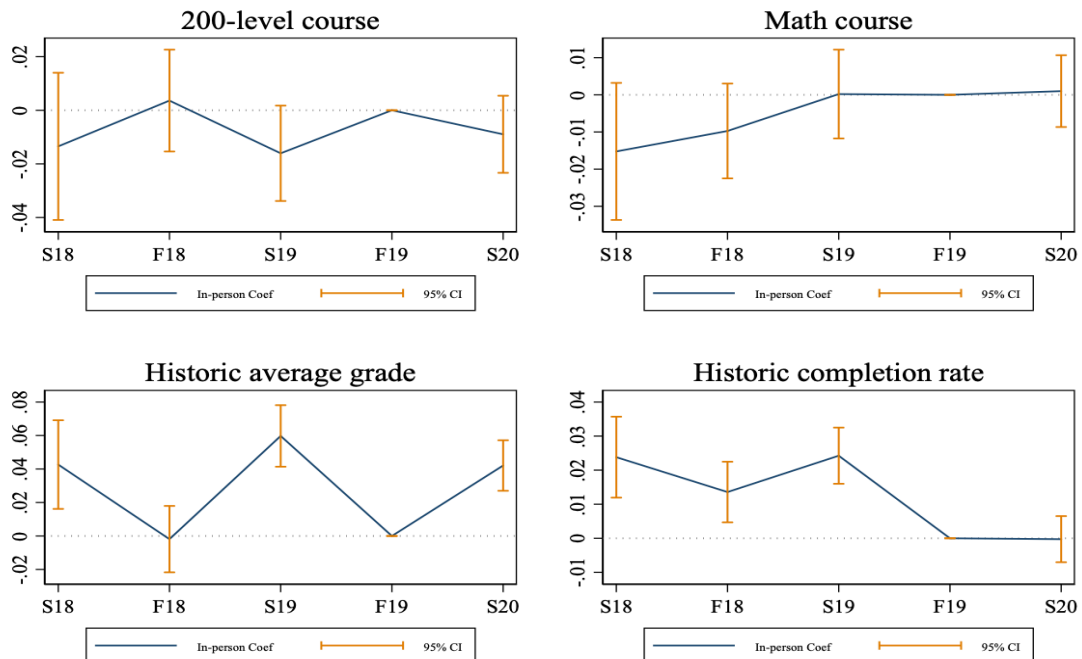 200-level course
.02
0
-.02
-.04
S18 F18 S19 F19 S20
In-person Coef 95% CI
Math course
.01
0
-.01
-.02
-.03
S18 F18 S19 F19 S20
In-person Coef 95% CI
Historic average grade
.08
.06
.04
.02
0
-.02
S18 F18 S19 F19 S20
In-person Coef 95% CI
Historic completion rate
.04
.03
.02
.01
0
-.01
S18 F18 S19 F19 S20
In-person Coef 95% CI